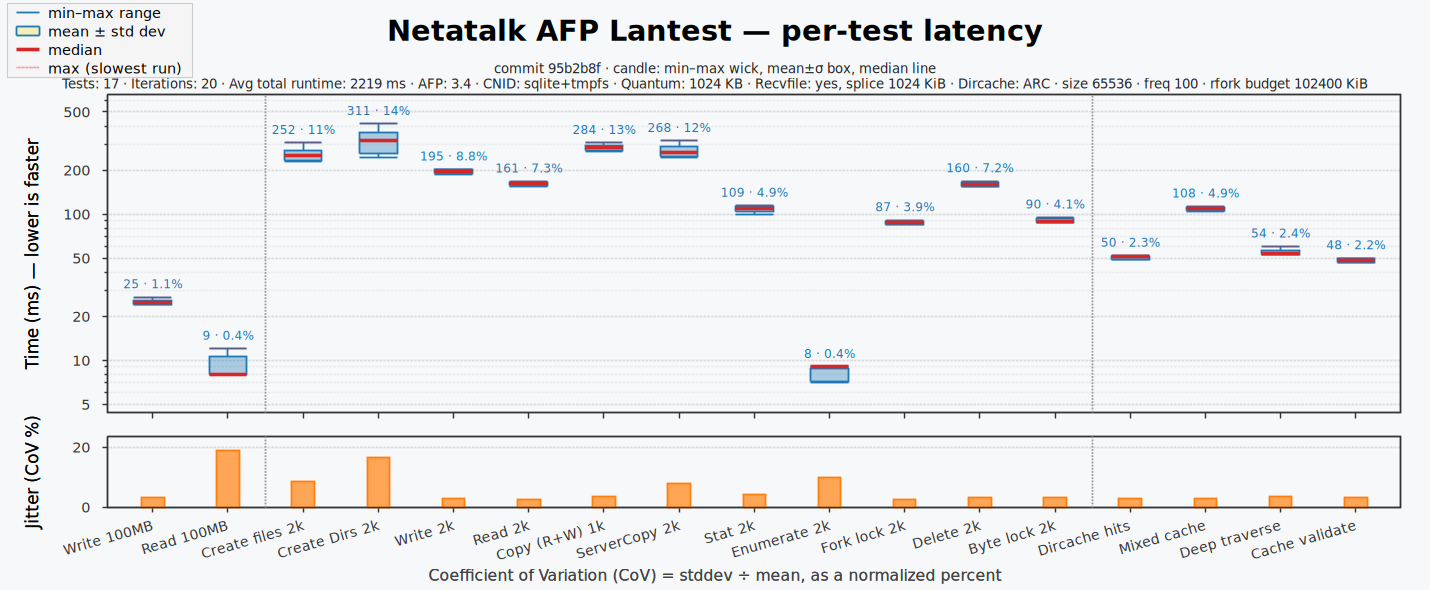 min–max range
mean ± std dev
median
max (slowest run)
Netatalk AFP Lantest — per-test latency
commit 95b2b8f · candle: min–max wick, mean±σ box, median line
Tests: 17 · Iterations: 20 · Avg total runtime: 2219 ms · AFP: 3.4 · CNID: sqlite+tmpfs · Quantum: 1024 KB · Recvfile: yes, splice 1024 KiB · Dircache: ARC · size 65536 · freq 100 · rfork budget 102400 KiB
Time (ms) — lower is faster
500
200
100
50
20
10
5
25 · 1.1%
9 · 0.4%
252 · 11%
311 · 14%
195 · 8.8%
161 · 7.3%
284 · 13%
268 · 12%
109 · 4.9%
8 · 0.4%
87 · 3.9%
160 · 7.2%
90 · 4.1%
50 · 2.3%
108 · 4.9%
54 · 2.4%
48 · 2.2%
Jitter (CoV %)
20
0
Write 100MB
Read 100MB
Create files 2k
Create Dirs 2k
Write 2k
Read 2k
Copy (R+W) 1k
ServerCopy 2k
Stat 2k
Enumerate 2k
Fork lock 2k
Delete 2k
Byte lock 2k
Dircache hits
Mixed cache
Deep traverse
Cache validate
Coefficient of Variation (CoV) = stddev ÷ mean, as a normalized percent